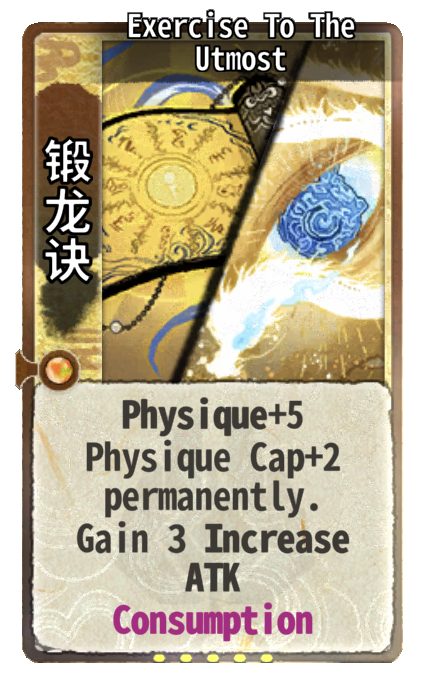 Exercise To The
Utmost
锻龙诀
Physique+5
Physique Cap+2
permanently.
Gain 3 Increase
ATK
Consumption